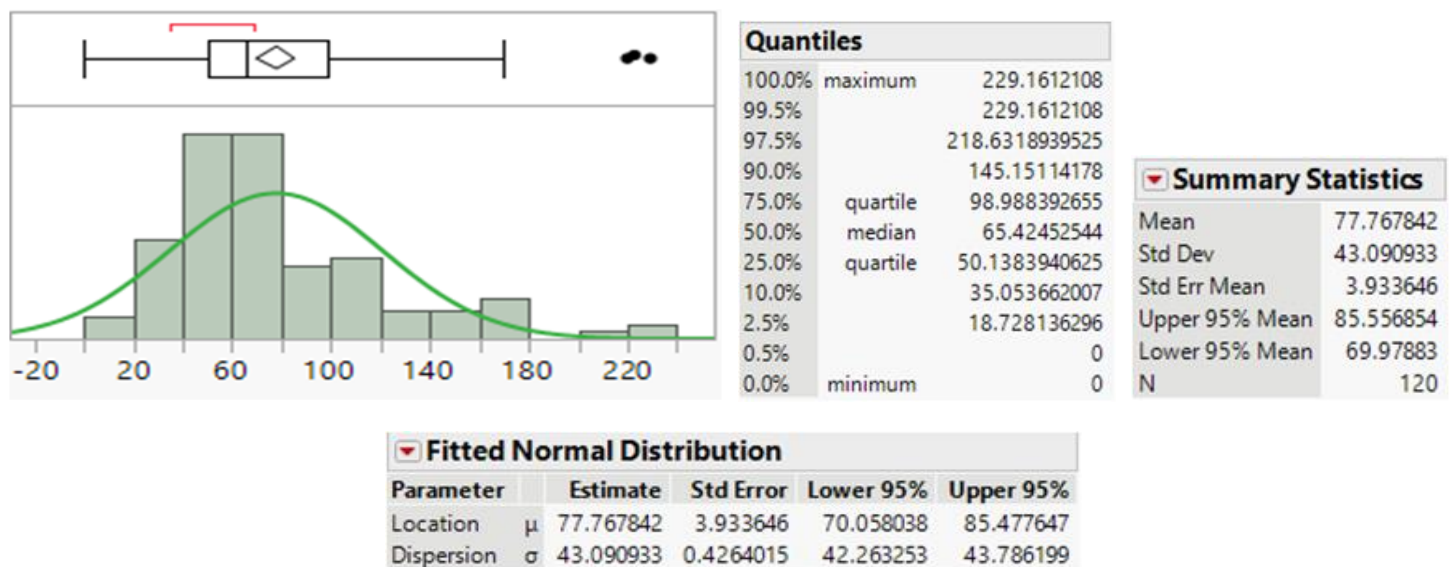 -20 20 60 100 140 180 220
Quantiles
100.0% maximum 229.1612108
99.5% 229.1612108
97.5% 218.6318939525
90.0% 145.15114178
75.0% quartile 98.988392655
50.0% median 65.42452544
25.0% quartile 50.1383940625
10.0% 35.053662007
2.5% 18.728136296
0.5% 0
0.0% minimum 0
Summary Statistics
Mean 77.767842
Std Dev 43.090933
Std Err Mean 3.933646
Upper 95% Mean 85.556854
Lower 95% Mean 69.97883
N 120
Fitted Normal Distribution
Parameter Estimate Std Error Lower 95% Upper 95%
Location μ 77.767842 3.933646 70.058038 85.477647
Dispersion σ 43.090933 0.4264015 42.263253 43.786199